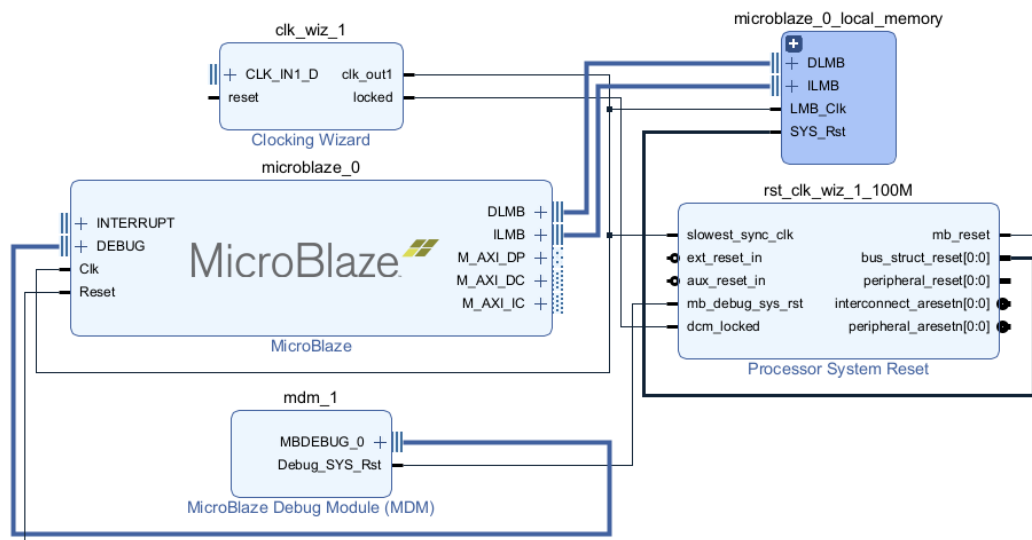 clk_wiz_1
CLK_IN1_D
reset
clk_out1
locked
Clocking Wizard
microblaze_0_local_memory
DLMB
ILMB
LMB_Clk
SYS_Rst
microblaze_0
INTERRUPT
DEBUG
Clk
Reset
MicroBlaze
DLMB
ILMB
M_AXI_DP
M_AXI_DC
M_AXI_IC
MicroBlaze
rst_clk_wiz_1_100M
slowest_sync_clk
ext_reset_in
aux_reset_in
mb_debug_sys_rst
dcm_locked
mb_reset
bus_struct_reset[0:0]
peripheral_reset[0:0]
interconnect_aresetn[0:0]
peripheral_aresetn[0:0]
Processor System Reset
mdm_1
MBDEBUG_0
Debug_SYS_Rst
MicroBlaze Debug Module (MDM)